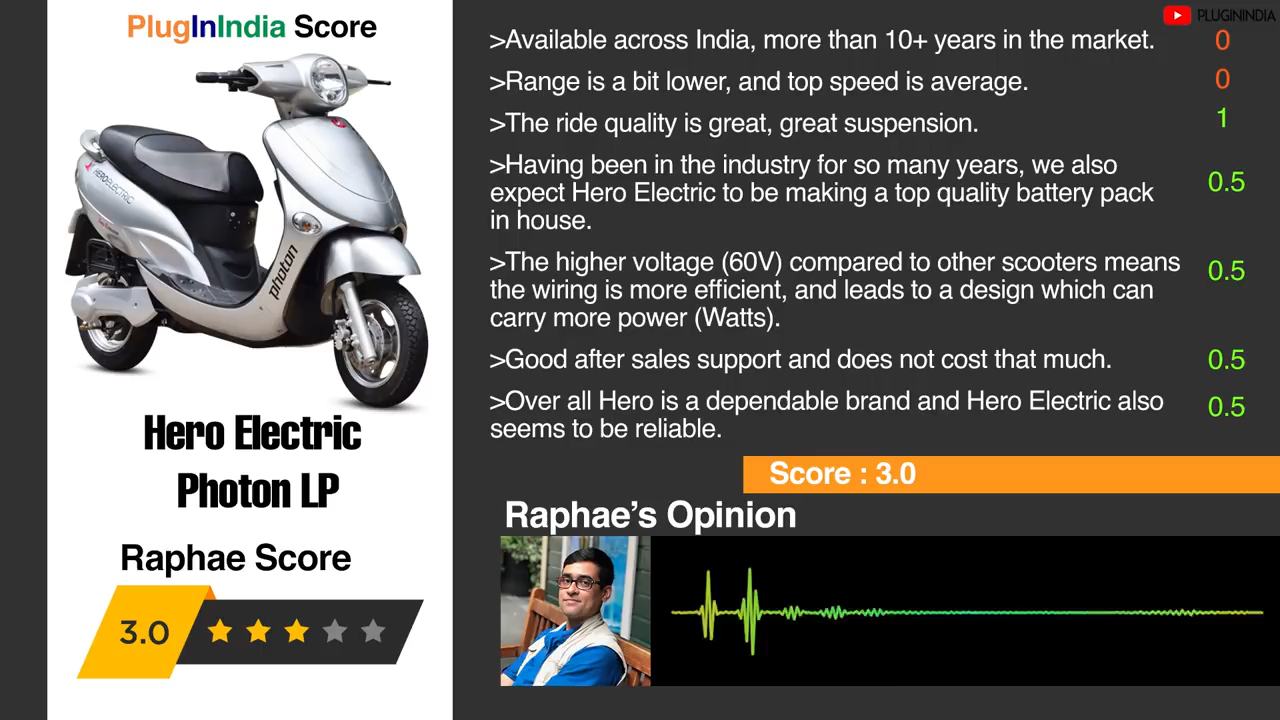 PlugInIndia Score
HERO ELECTRIC
photon
Hero Electric
Photon LP
Raphae Score
3.0
PLUGININDIA
>Available across India, more than 10+ years in the market. 0
>Range is a bit lower, and top speed is average. 0
>The ride quality is great, great suspension. 1
>Having been in the industry for so many years, we also
expect Hero Electric to be making a top quality battery pack 0.5
in house.
>The higher voltage (60V) compared to other scooters means
the wiring is more efficient, and leads to a design which can 0.5
carry more power (Watts).
>Good after sales support and does not cost that much. 0.5
>Over all Hero is a dependable brand and Hero Electric also 0.5
seems to be reliable.
Score : 3.0
Raphae’s Opinion